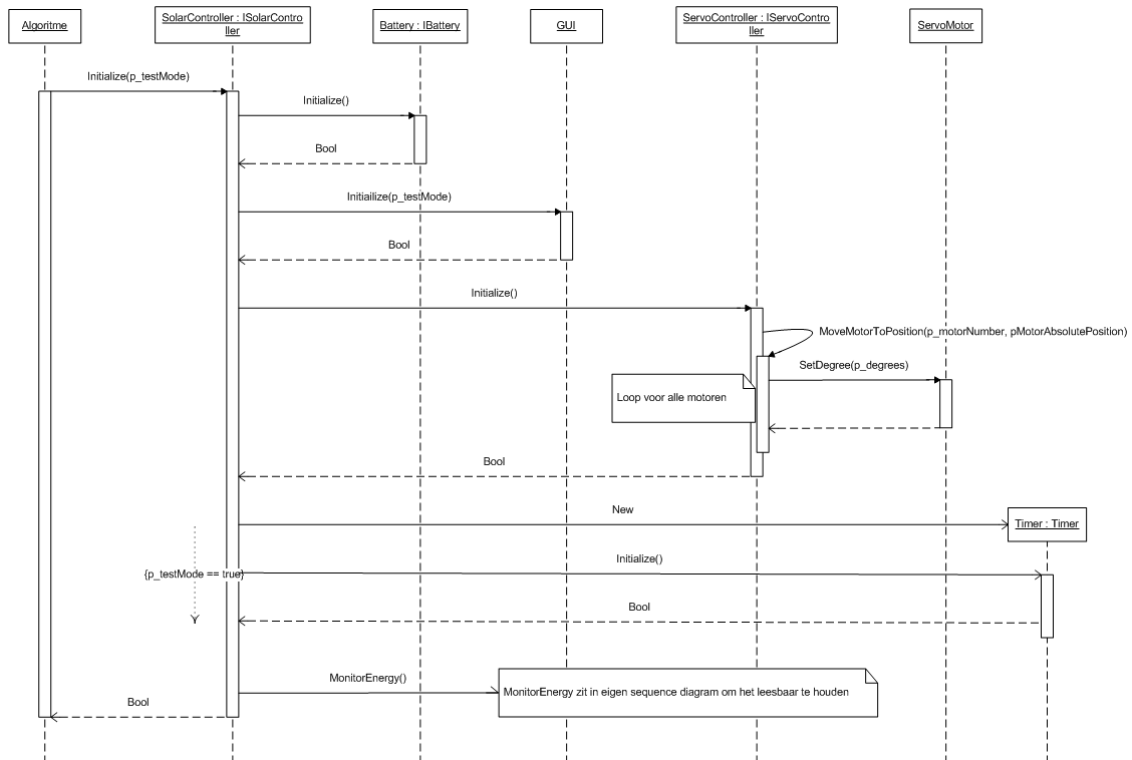 Algoritme
SolarController : ISolarContro
ller
Battery : IBattery
GUI
ServoController : IServoContro
ller
ServoMotor
Initialize(p_testMode)
Initialize()
Bool
Initiailize(p_testMode)
Bool
Initialize()
MoveMotorToPosition(p_motorNumber, pMotorAbsolutePosition)
SetDegree(p_degrees)
Loop voor alle motoren
Bool
New
Timer : Timer
Initialize()
{p_testMode == true}
Bool
MonitorEnergy()
MonitorEnergy zit in eigen sequence diagram om het leesbaar te houden
Bool